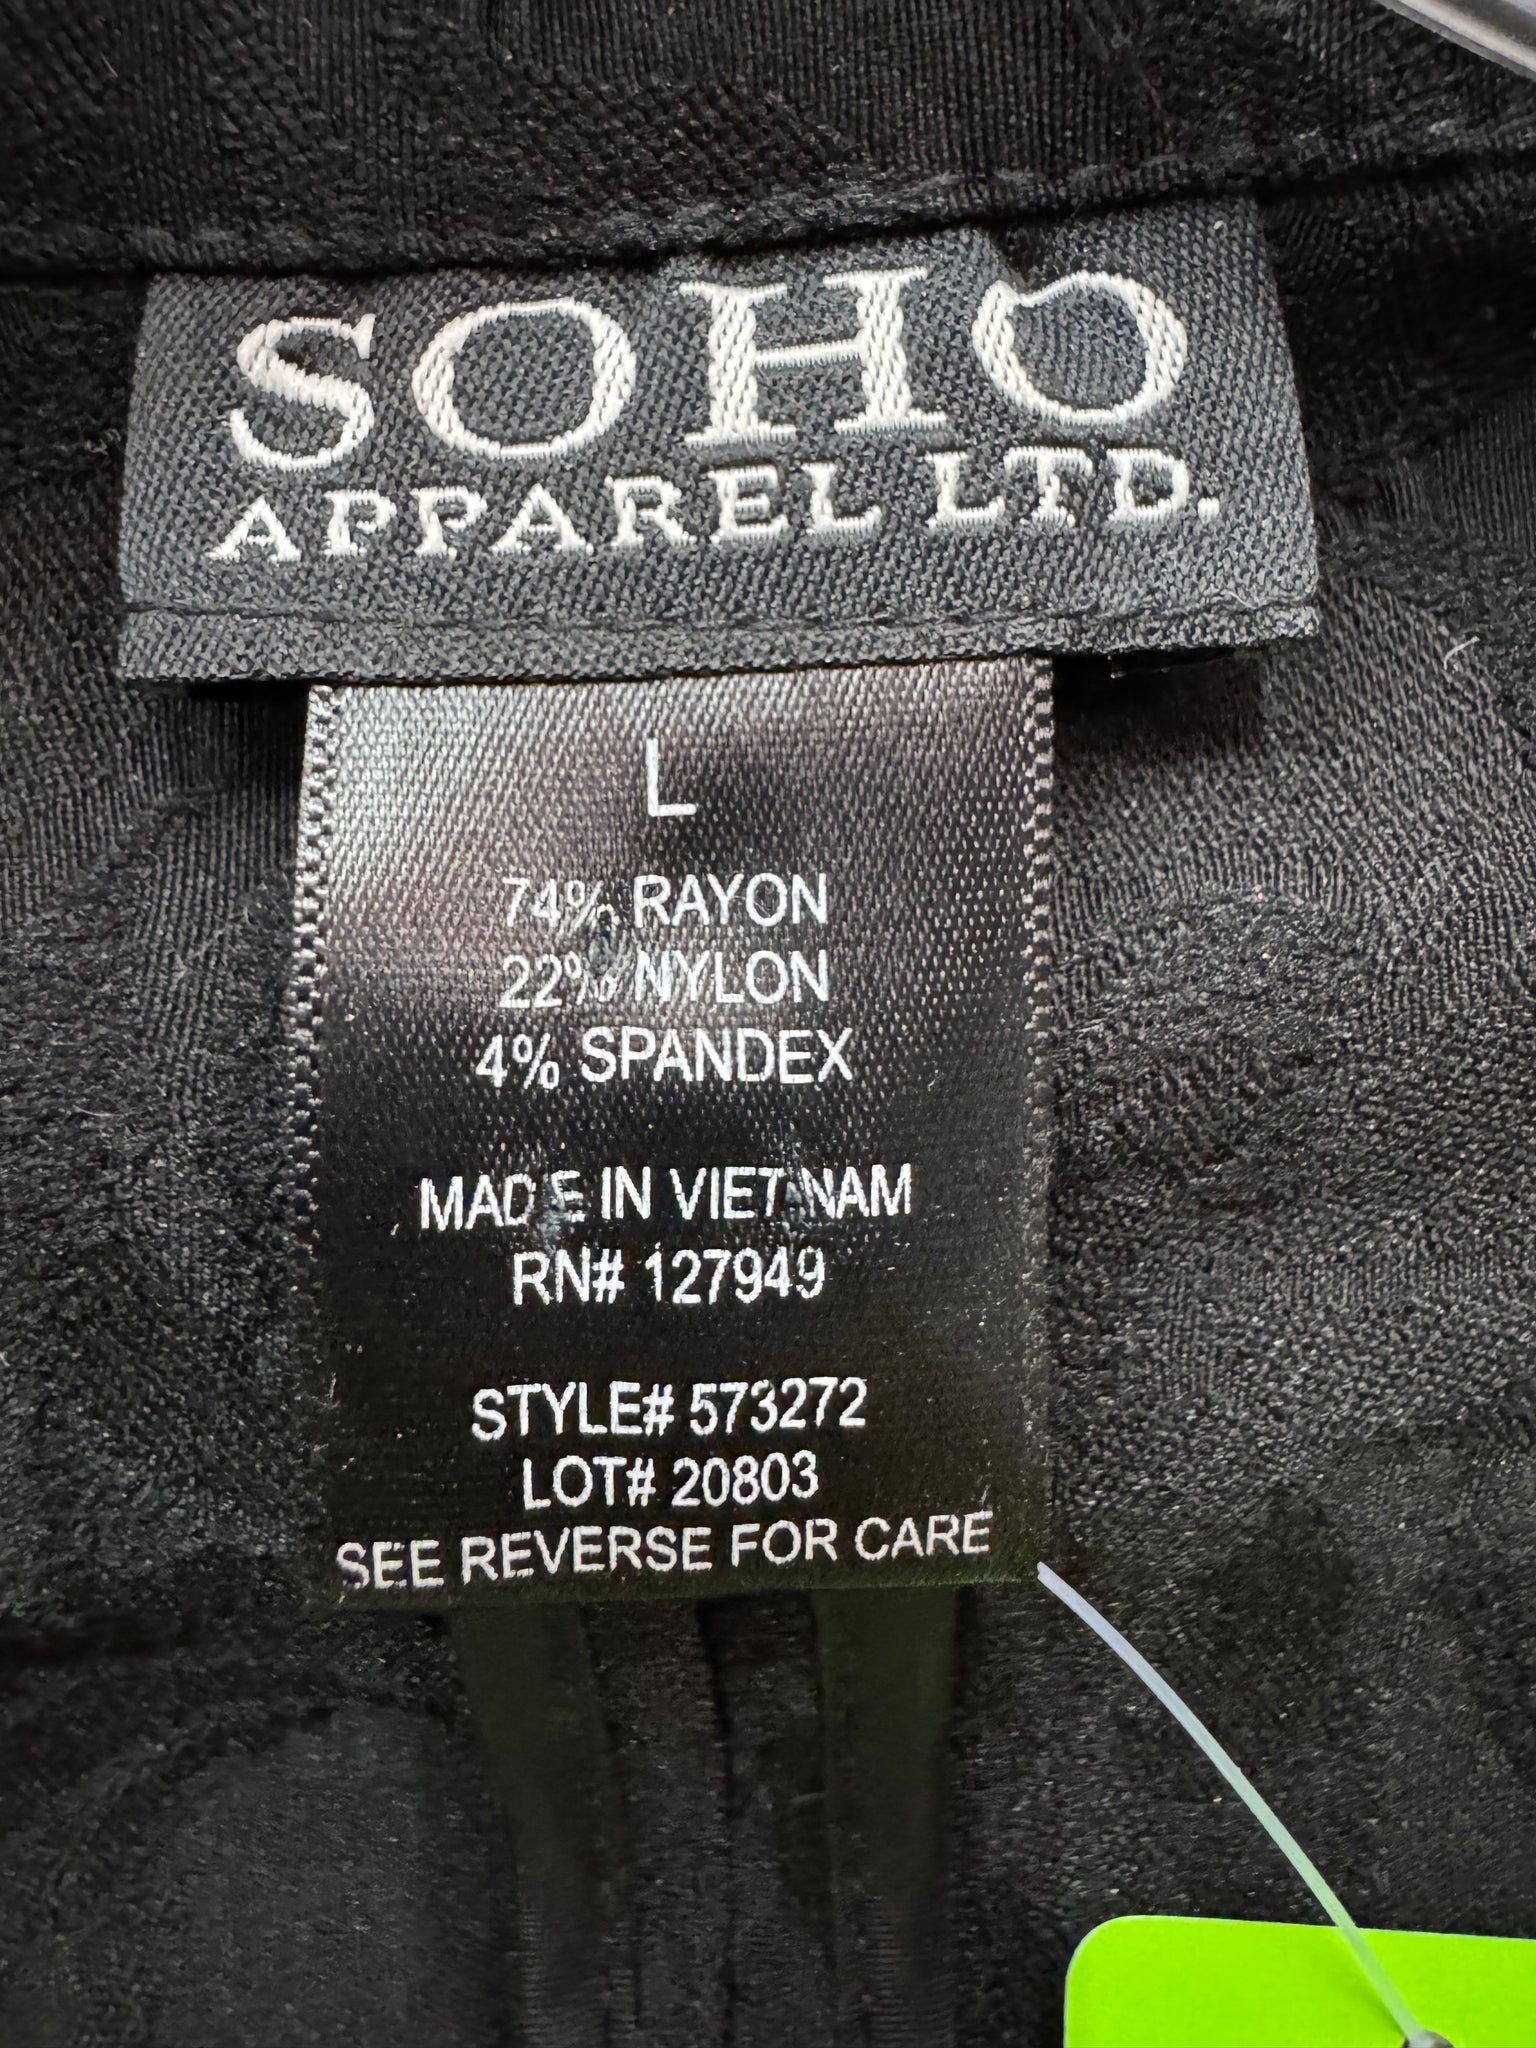 SOHO
APPAREL LTD.
L
74% RAYON
22% NYLON
4% SPANDEX
MADE IN VIET NAM
RN# 127949
STYLE# 573272
LOT# 20803
SEE REVERSE FOR CARE